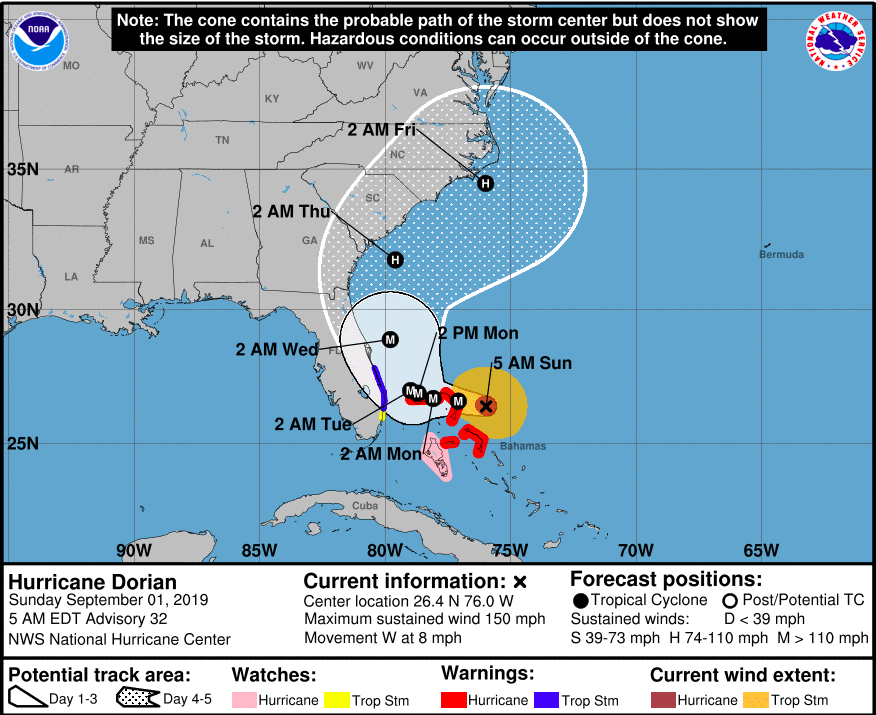 Note: The cone contains the probable path of the storm center but does not show
the size of the storm. Hazardous conditions can occur outside of the cone.
NOAA
NATIONAL WEATHER SERVICE
MO
WV
VA
KY
2 AM Fri
TN
NC
35N
AR
SC
2 AM Thu
H
MS
AL
GA
H
Bermuda
LA
30N
2 PM Mon
M
2 AM Wed
FL
5 AM Sun
M M M M
2 AM Tue
25N
Bahamas
2 AM Mon
Cuba
90W 85W 80W 75W 70W 65W
Hurricane Dorian
Sunday September 01, 2019
5 AM EDT Advisory 32
NWS National Hurricane Center
Current information: x
Center location 26.4 N 76.0 W
Maximum sustained wind 150 mph
Movement W at 8 mph
Forecast positions:
Tropical Cyclone Post/Potential TC
Sustained winds: D < 39 mph
S 39-73 mph H 74-110 mph M > 110 mph
Potential track area:
Day 1-3 Day 4-5
Watches:
Hurricane Trop Stm
Warnings:
Hurricane Trop Stm
Current wind extent:
Hurricane Trop Stm